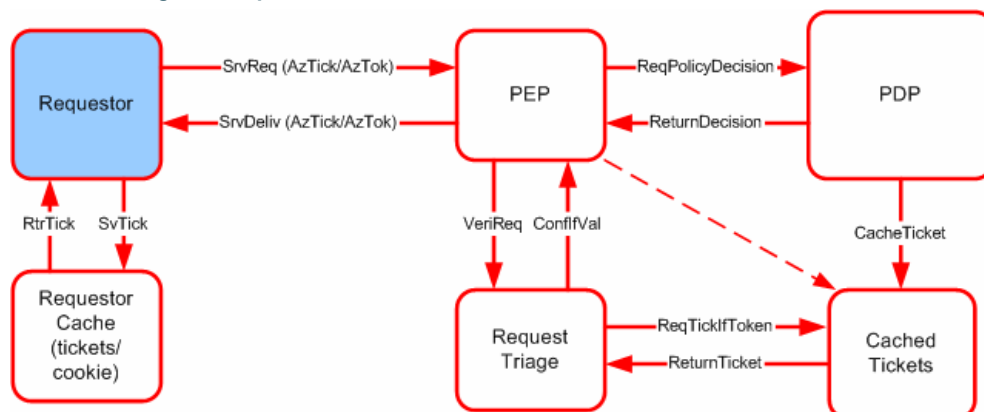 SrvReq (AzTick/AzTok)
ReqPolicyDecision
Requestor
PEP
PDP
SrvDeliv (AzTick/AzTok)
ReturnDecision
RtrTick
SvTick
VeriReq
ConfIfVal
CacheTicket
Requestor
Cache
(tickets/
cookie)
Request
Triage
ReqTickIfToken
ReturnTicket
Cached
Tickets